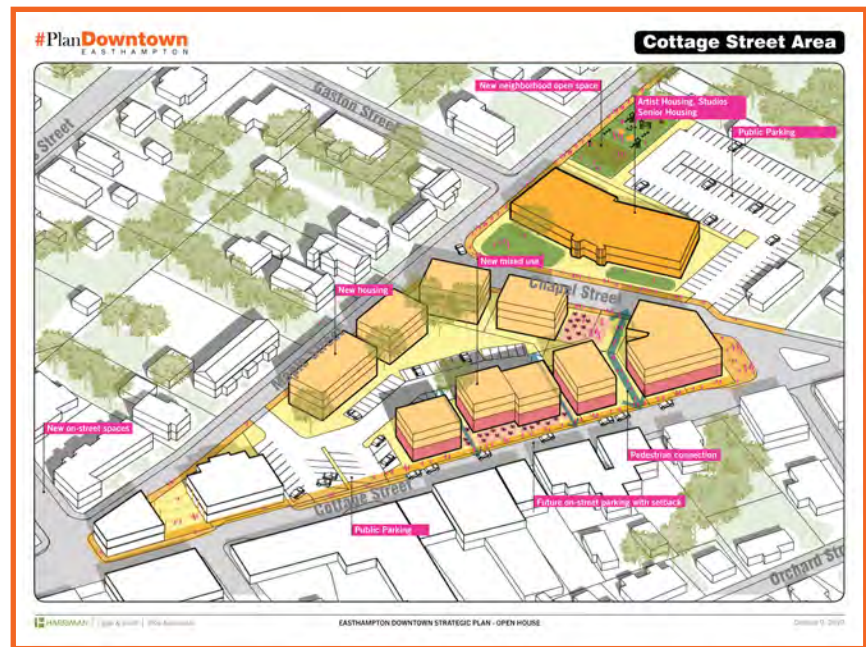 #PlanDowntown
EASTHAMPTON
Cottage Street Area
Gaston Street
Street
New neighborhood open space
Artist Housing, Studios
Senior Housing
Public Parking
New mixed use
Chapel Street
New housing
New on-street spaces
Pedestrian connection
Cottage Street
Future on-street parking with setback
Public Parking
Orchard St
HARRIMAN
EASTHAMPTON DOWNTOWN STRATEGIC PLAN - OPEN HOUSE